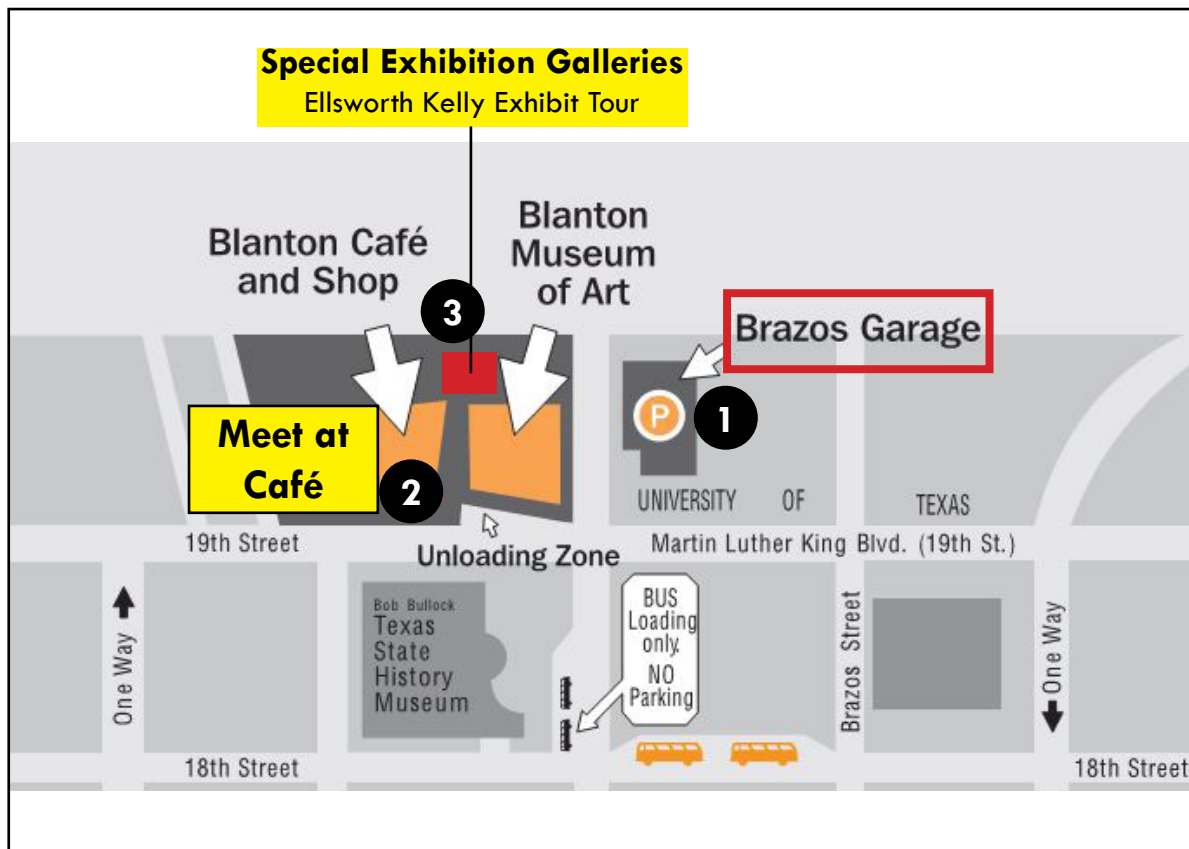 Special Exhibition Galleries
Ellsworth Kelly Exhibit Tour
Blanton Café
and Shop
Blanton
Museum
of Art
3
Brazos Garage
P
1
Meet at
Café
2
UNIVERSITY OF TEXAS
19th Street
Unloading Zone
Martin Luther King Blvd. (19th St.)
One Way
Bob Bullock
Texas
State
History
Museum
BUS
Loading
only.
NO
Parking
Brazos Street
One Way
18th Street
18th Street